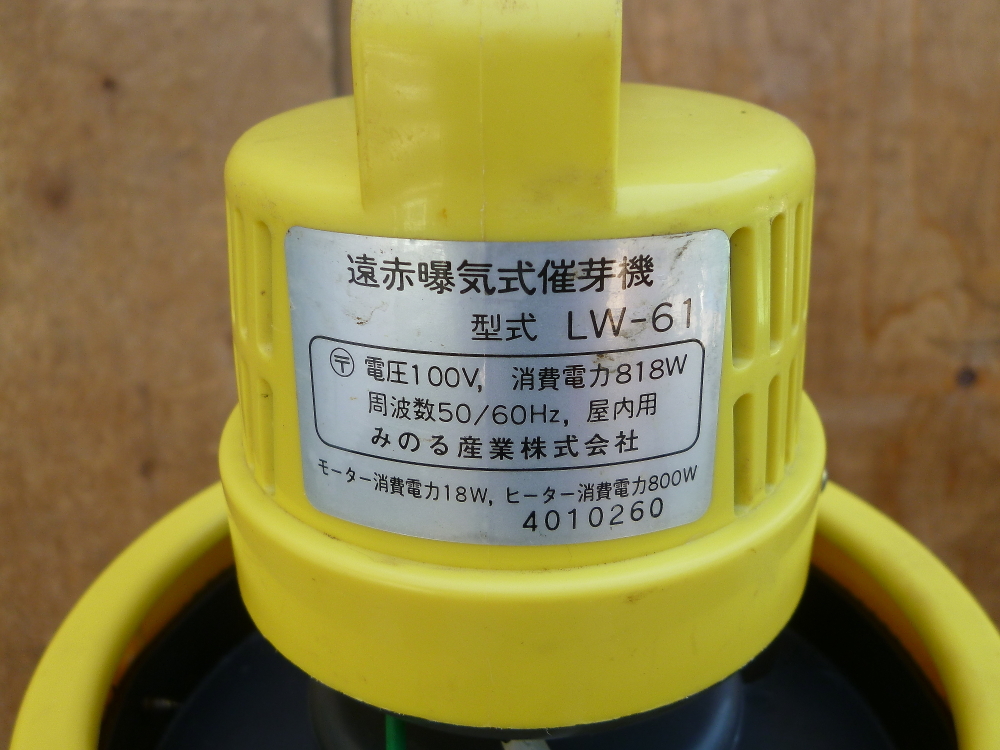 遠赤曝気式催芽機
型式 LW-61
〒 電圧100V, 消費電力818W
周波数50/60Hz, 屋内用
みのる産業株式会社
モーター消費電力18W, ヒーター消費電力800W
4010260